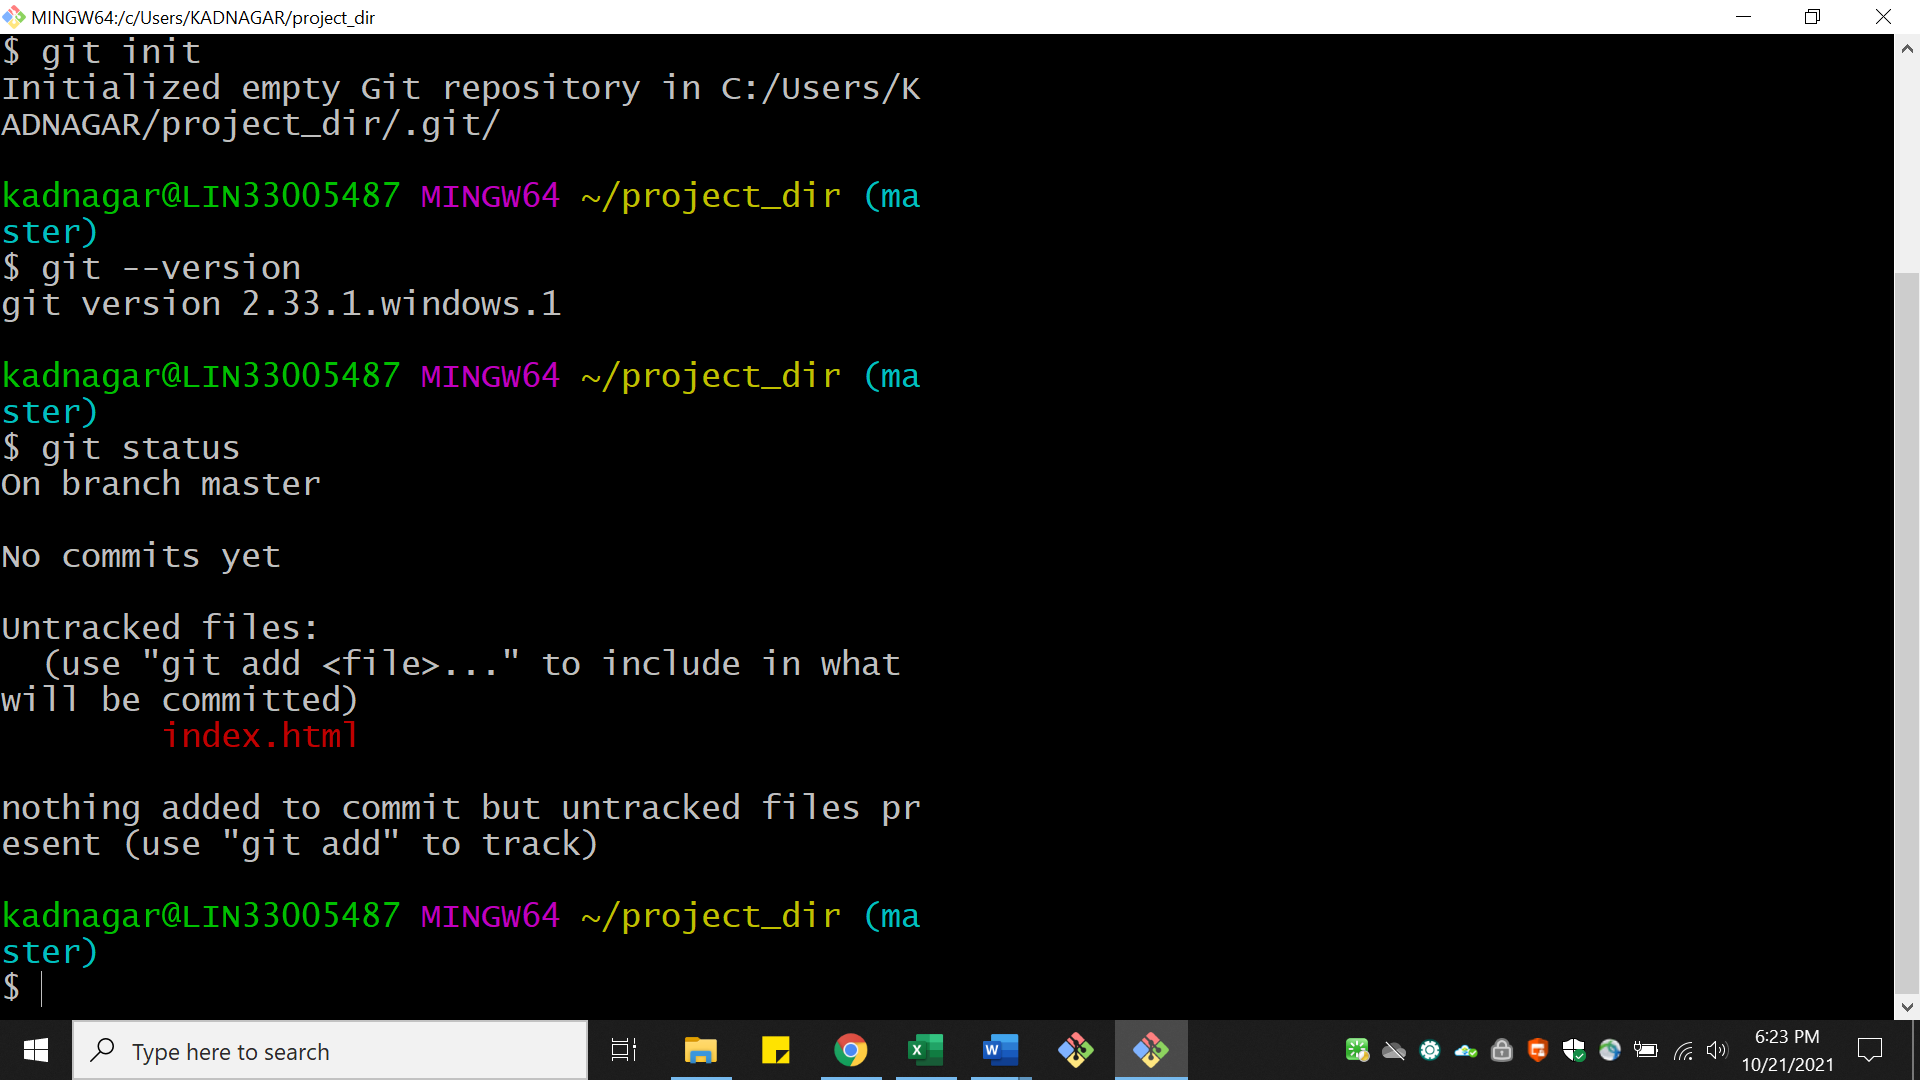 MINGW64:/c/Users/KADNAGAR/project_dir
$ git init
Initialized empty Git repository in C:/Users/K
ADNAGAR/project_dir/.git/
kadnagar@LIN33005487 MINGW64 ~/project_dir (ma
ster)
$ git --version
git version 2.33.1.windows.1
kadnagar@LIN33005487 MINGW64 ~/project_dir (ma
ster)
$ git status
On branch master
No commits yet
Untracked files:
  (use "git add <file>..." to include in what
will be committed)
        index.html
nothing added to commit but untracked files pr
esent (use "git add" to track)
kadnagar@LIN33005487 MINGW64 ~/project_dir (ma
ster)
$
Type here to search
6:23 PM
10/21/2021